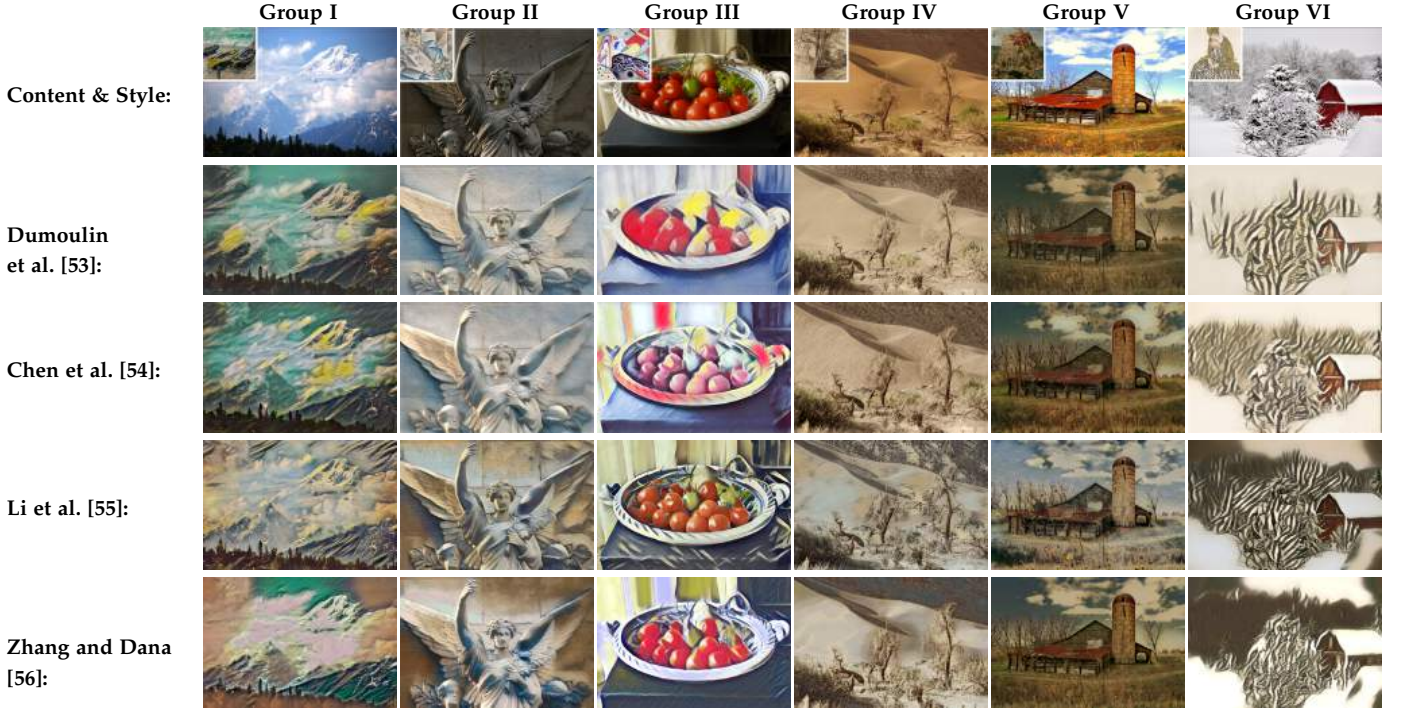 Group I Group II Group III Group IV Group V Group VI
Content & Style:
Dumoulin
et al. [53]:
Chen et al. [54]:
Li et al. [55]:
Zhang and Dana
[56]: